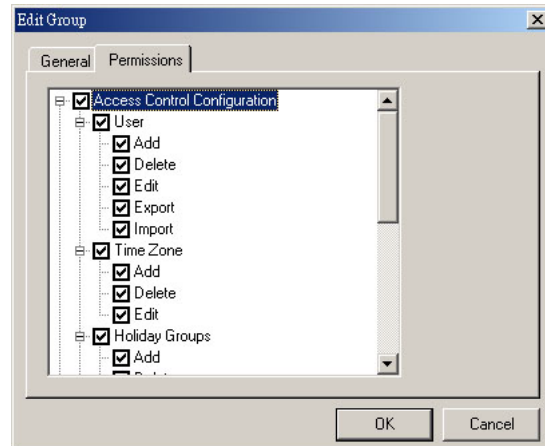 Edit Group
General Permissions
Access Control Configuration
User
Add
Delete
Edit
Export
Import
Time Zone
Add
Delete
Edit
Holiday Groups
Add
OK Cancel